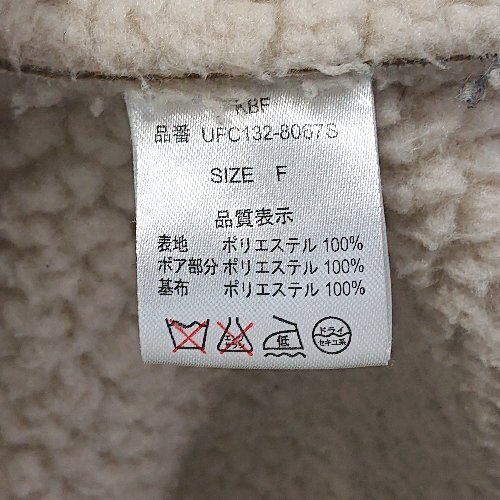 KBF
品番 UFC132-8067S
SIZE F
品質表示
表地 ポリエステル 100%
ボア部分 ポリエステル 100%
基布 ポリエステル 100%
低 ドライ
セキユ系